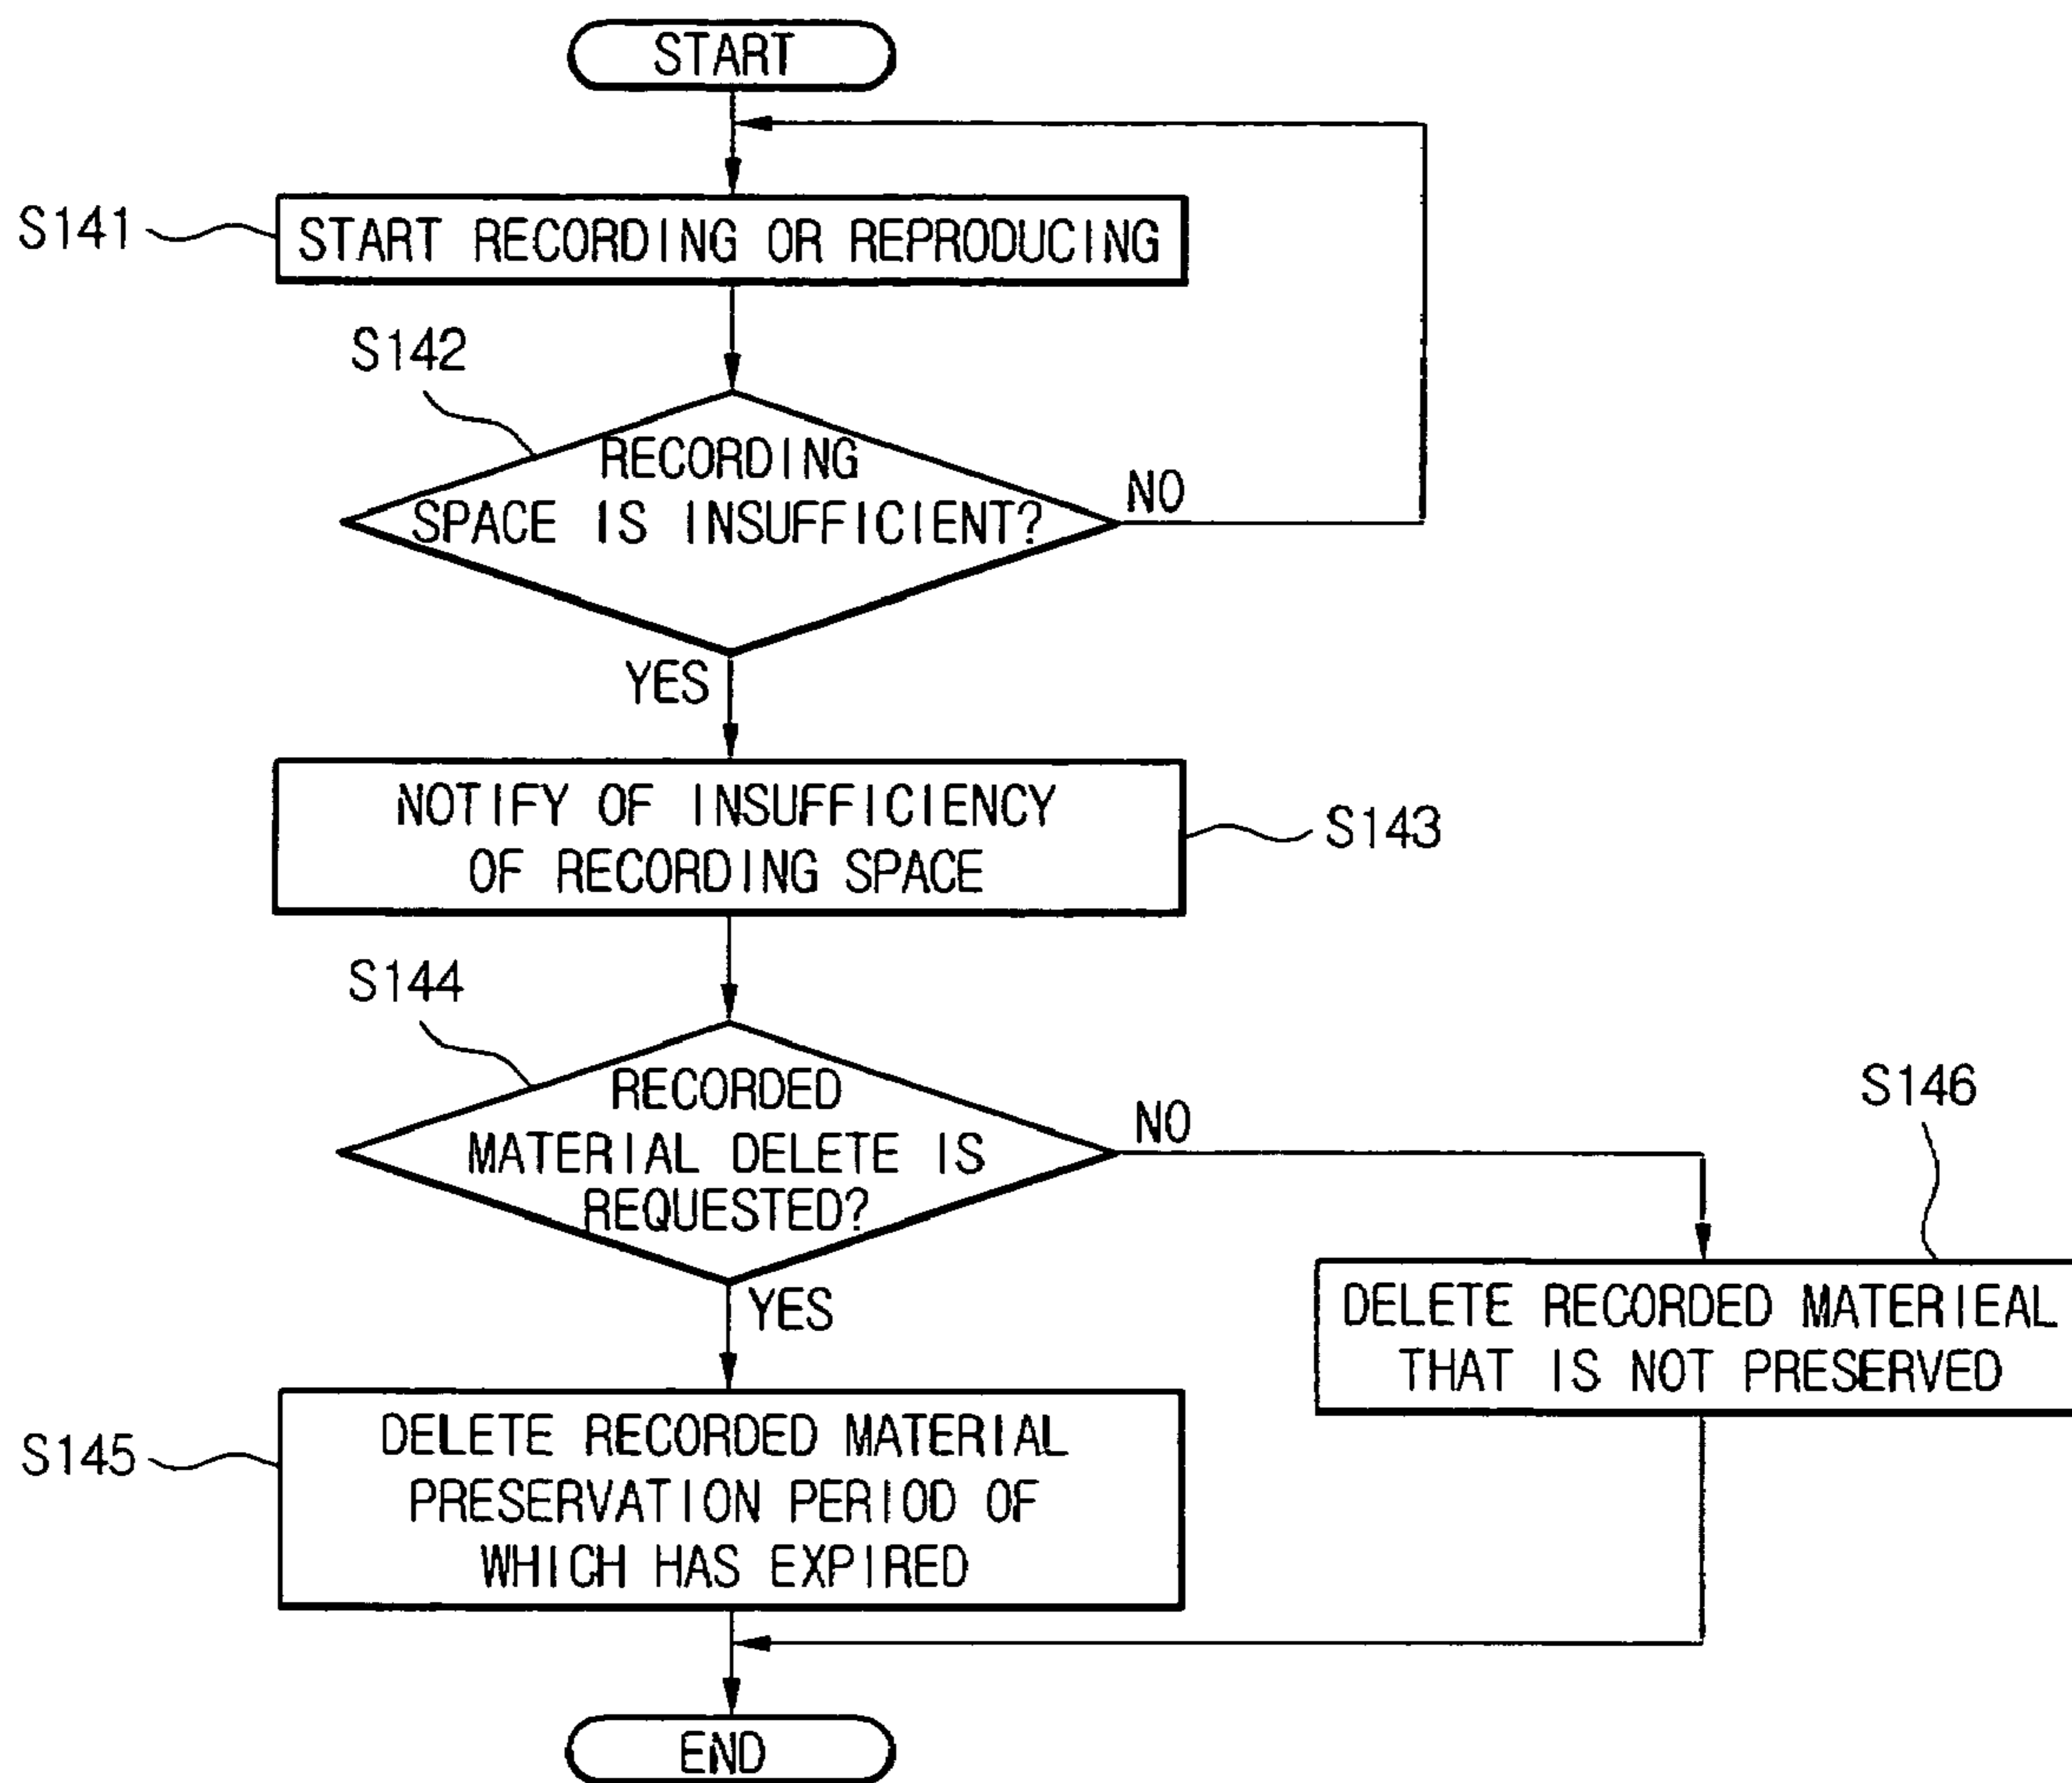 START
S141
START RECORDING OR REPRODUCING
S142
RECORDING
SPACE IS INSUFFICIENT?
NO
YES
NOTIFY OF INSUFFICIENCY
OF RECORDING SPACE
S143
S144
RECORDED
MATERIAL DELETE IS
REQUESTED?
NO
S146
YES
DELETE RECORDED MATERIEAL
THAT IS NOT PRESERVED
S145
DELETE RECORDED MATERIAL
PRESERVATION PERIOD OF
WHICH HAS EXPIRED
END